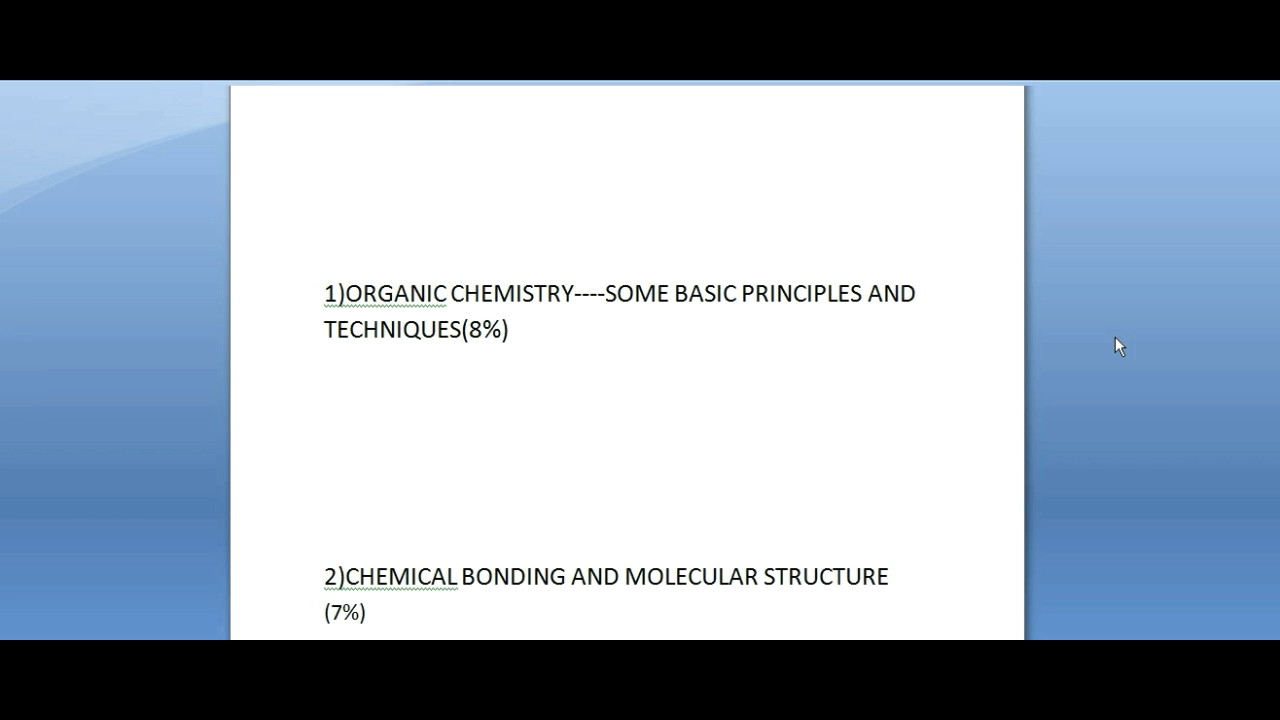 1)ORGANIC CHEMISTRY----SOME BASIC PRINCIPLES AND
TECHNIQUES(8%)
2)CHEMICAL BONDING AND MOLECULAR STRUCTURE
(7%)